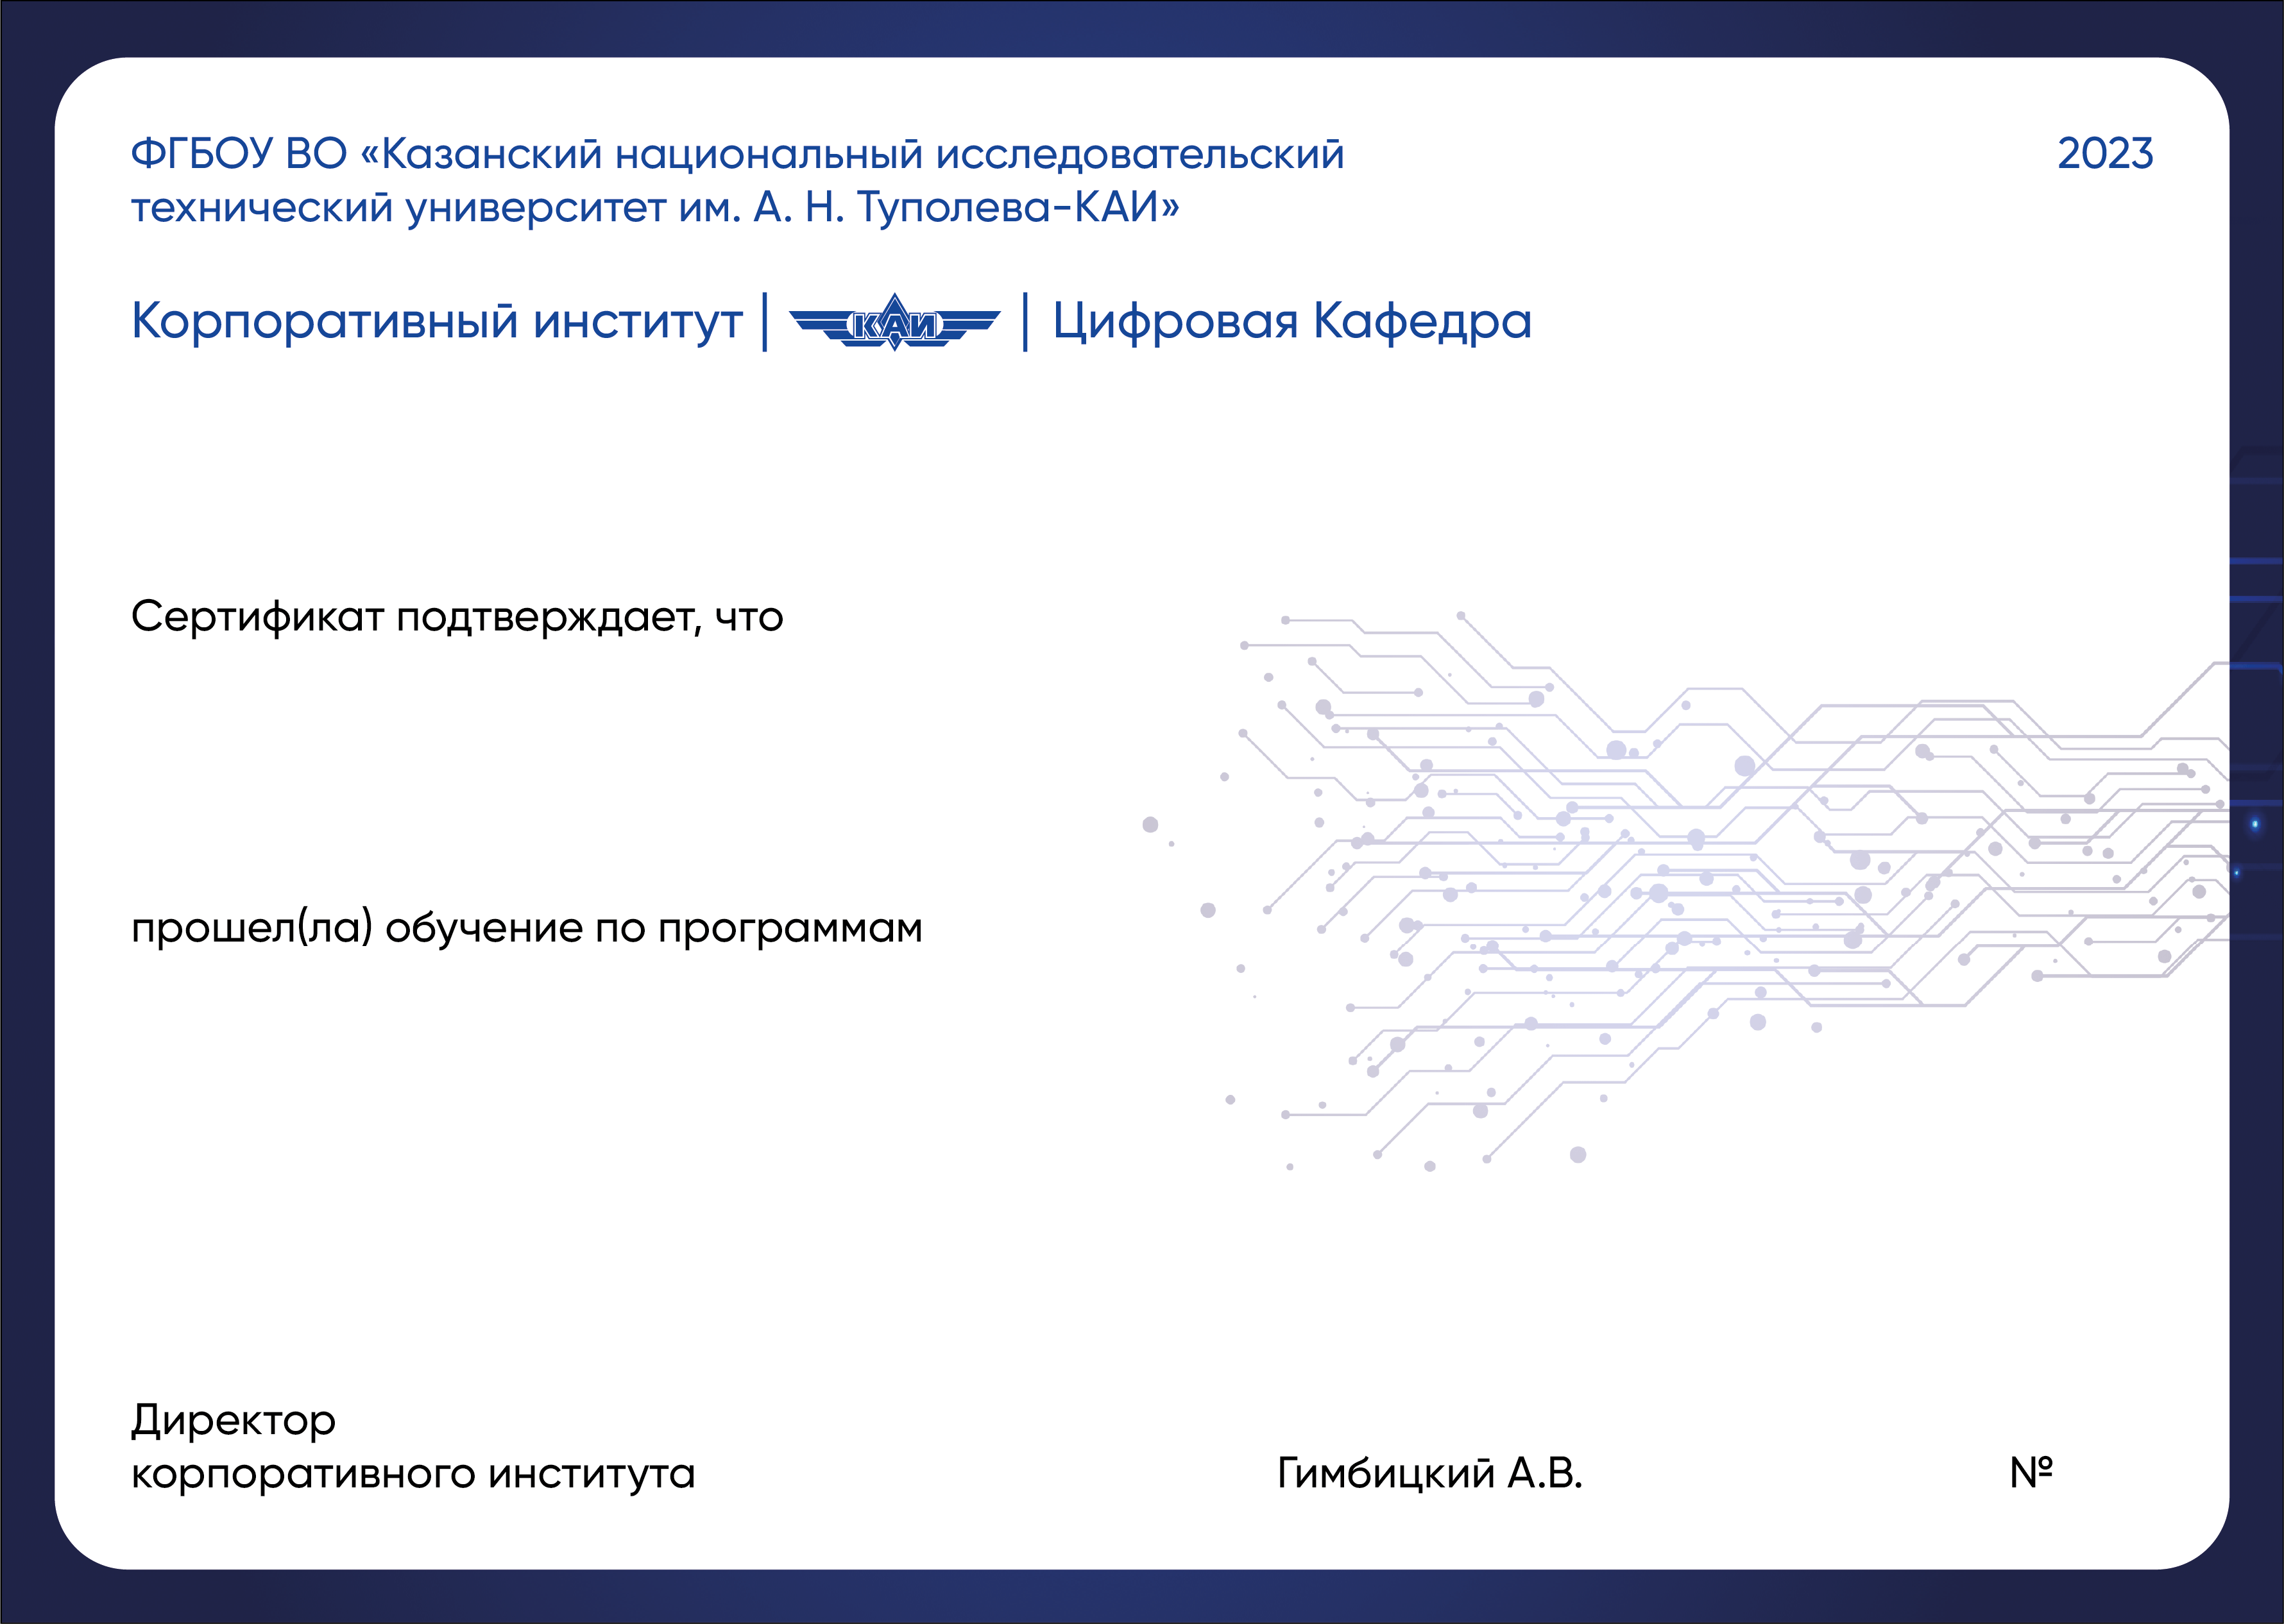 ФГБОУ ВО «Казанский национальный исследовательский
технический университет им. А. Н. Туполева-КАИ»
2023
Корпоративный институт | КАИ | Цифровая Кафедра
Сертификат подтверждает, что
прошел(ла) обучение по программам
Директор
корпоративного института
Гимбицкий А.В.
№